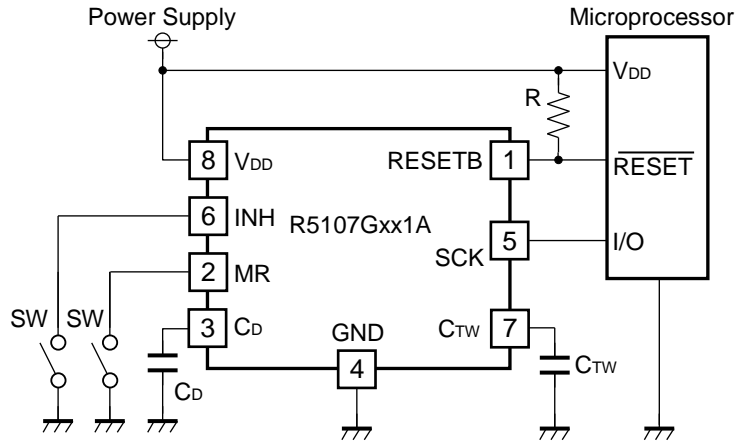 Power Supply
Microprocessor
VDD
R
8
VDD
RESETB
1
RESET
6
INH
R5107Gxx1A
5
SCK
I/O
2
MR
SW
SW
3
CD
GND
CTW
7
CD
4
CTW